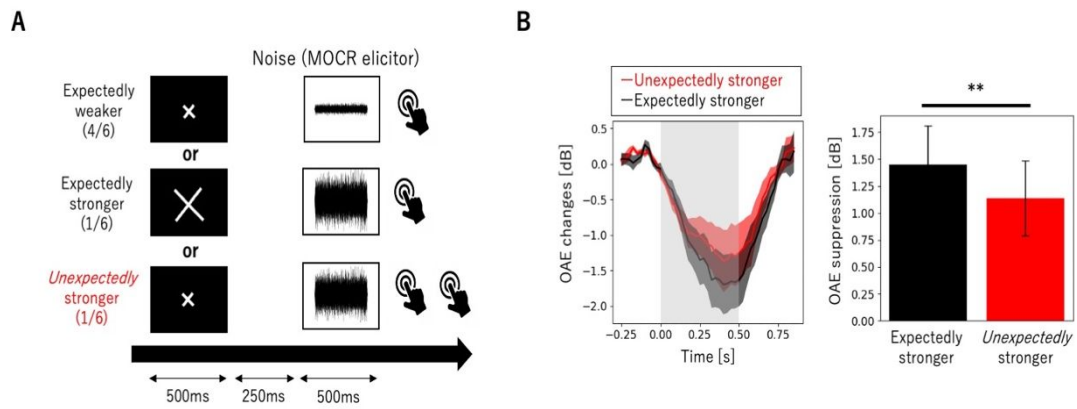 A
Noise (MOCR elicitor)
Expectedly
weaker
(4/6)
or
Expectedly
stronger
(1/6)
or
Unexpectedly
stronger
(1/6)
500ms
250ms
500ms
B
Unexpectedly stronger
Expectedly stronger
OAE changes [dB]
0.5
0.0
−0.5
−1.0
−1.5
−2.0
−0.25
0.00
0.25
0.50
0.75
Time [s]
**
OAE suppression [dB]
1.75
1.50
1.25
1.00
0.75
0.50
0.25
0.00
Expectedly
stronger
Unexpectedly
stronger